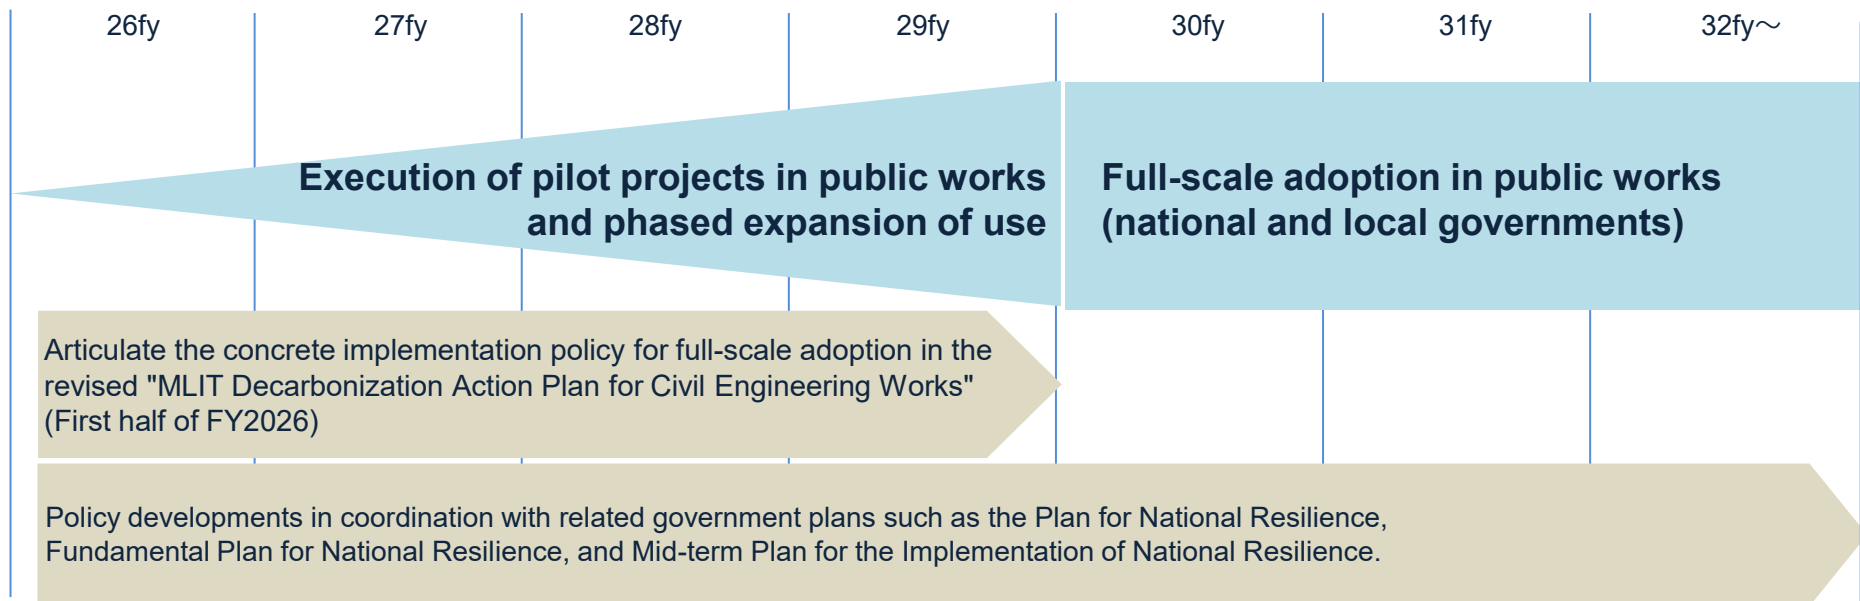 26fy 27fy 28fy 29fy 30fy 31fy 32fy～
Execution of pilot projects in public works
and phased expansion of use
Full-scale adoption in public works
(national and local governments)
Articulate the concrete implementation policy for full-scale adoption in the
revised "MLIT Decarbonization Action Plan for Civil Engineering Works"
(First half of FY2026)
Policy developments in coordination with related government plans such as the Plan for National Resilience,
Fundamental Plan for National Resilience, and Mid-term Plan for the Implementation of National Resilience.